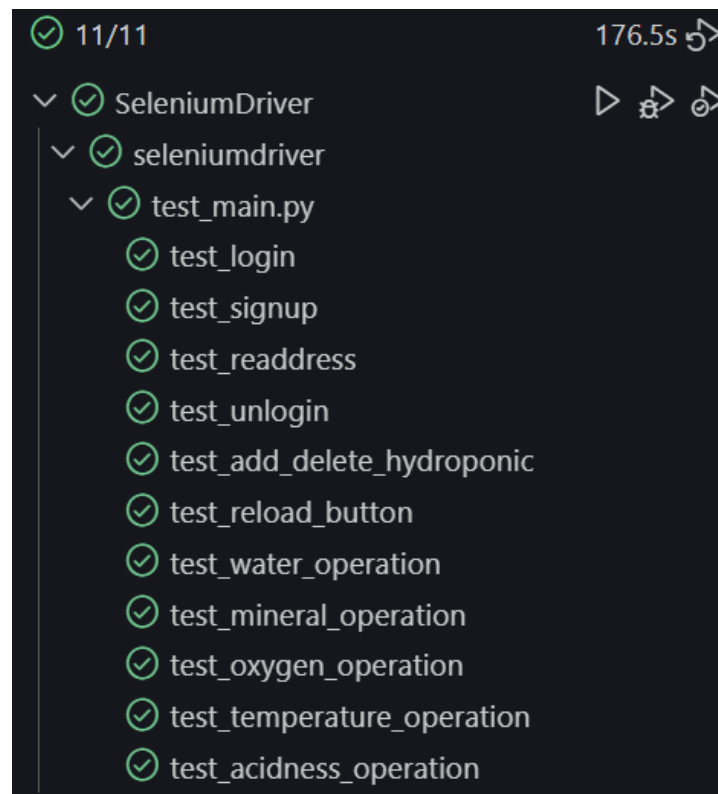 11/11 176.5s
SeleniumDriver
seleniumdriver
test_main.py
test_login
test_signup
test_readdress
test_unlogin
test_add_delete_hydroponic
test_reload_button
test_water_operation
test_mineral_operation
test_oxygen_operation
test_temperature_operation
test_acidness_operation